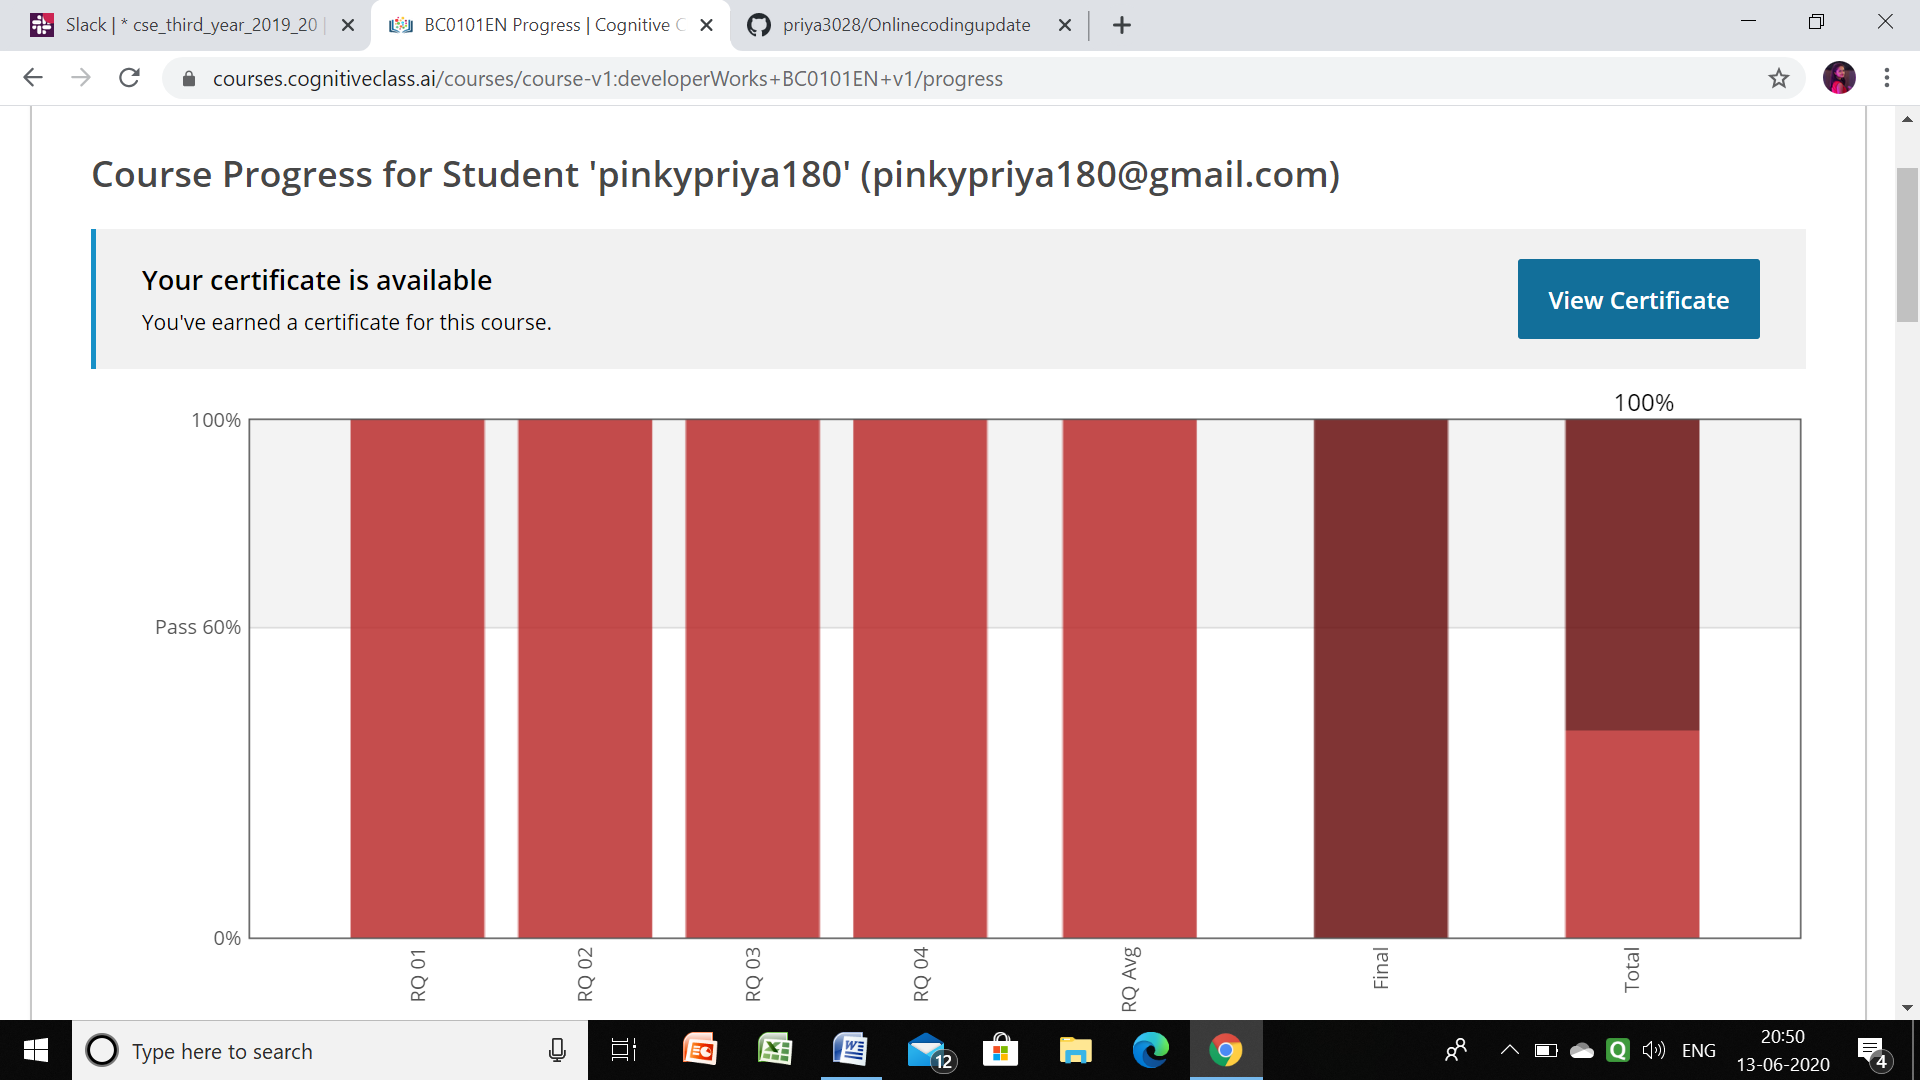 Slack | * cse_third_year_2019_20
BC0101EN Progress | Cognitive C
priya3028/Onlinecodingupdate
courses.cognitiveclass.ai/courses/course-v1:developerWorks+BC0101EN+v1/progress
Course Progress for Student 'pinkypriya180' (pinkypriya180@gmail.com)
Your certificate is available
You've earned a certificate for this course.
View Certificate
100%
100%
Pass 60%
0%
RQ 01
RQ 02
RQ 03
RQ 04
RQ Avg
Final
Total
Type here to search
12
ENG
20:50
13-06-2020
4